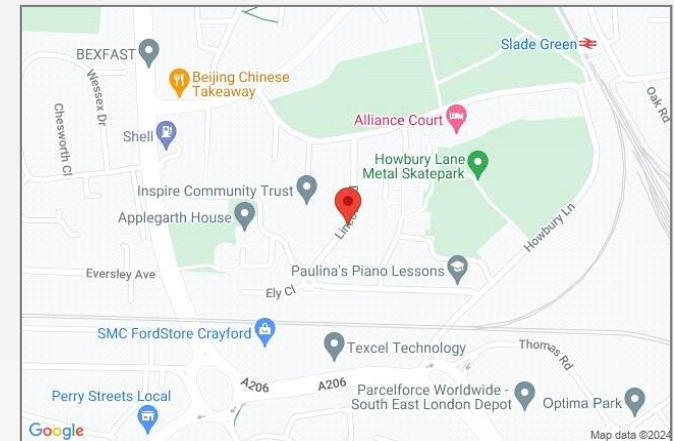 Slade Green
BEXFAST
Beijing Chinese
Takeaway
Wessex Dr
Chesworth Cl
Oak Rd
Alliance Court
Shell
Howbury Lane
Metal Skatepark
Inspire Community Trust
Applegarth House
Howbury Ln
Eversley Ave
Paulina's Piano Lessons
Ely Cl
SMC FordStore Crayford
Texcel Technology
Thomas Rd
A206
A206
Perry Streets Local
Parcelforce Worldwide -
South East London Depot
Optima Park
Google
Map data ©2024